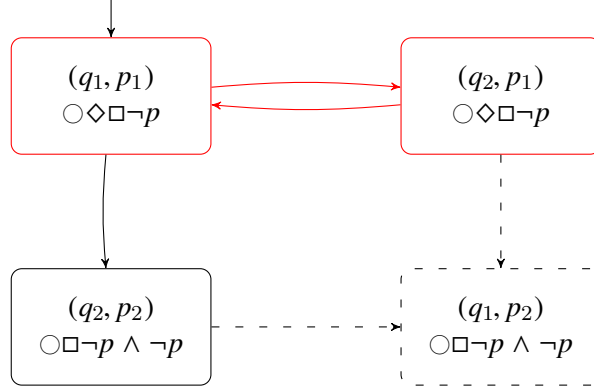 (q₁, p₁)
○◇□¬p
(q₂, p₁)
○◇□¬p
(q₂, p₂)
○□¬p ∧ ¬p
(q₁, p₂)
○□¬p ∧ ¬p